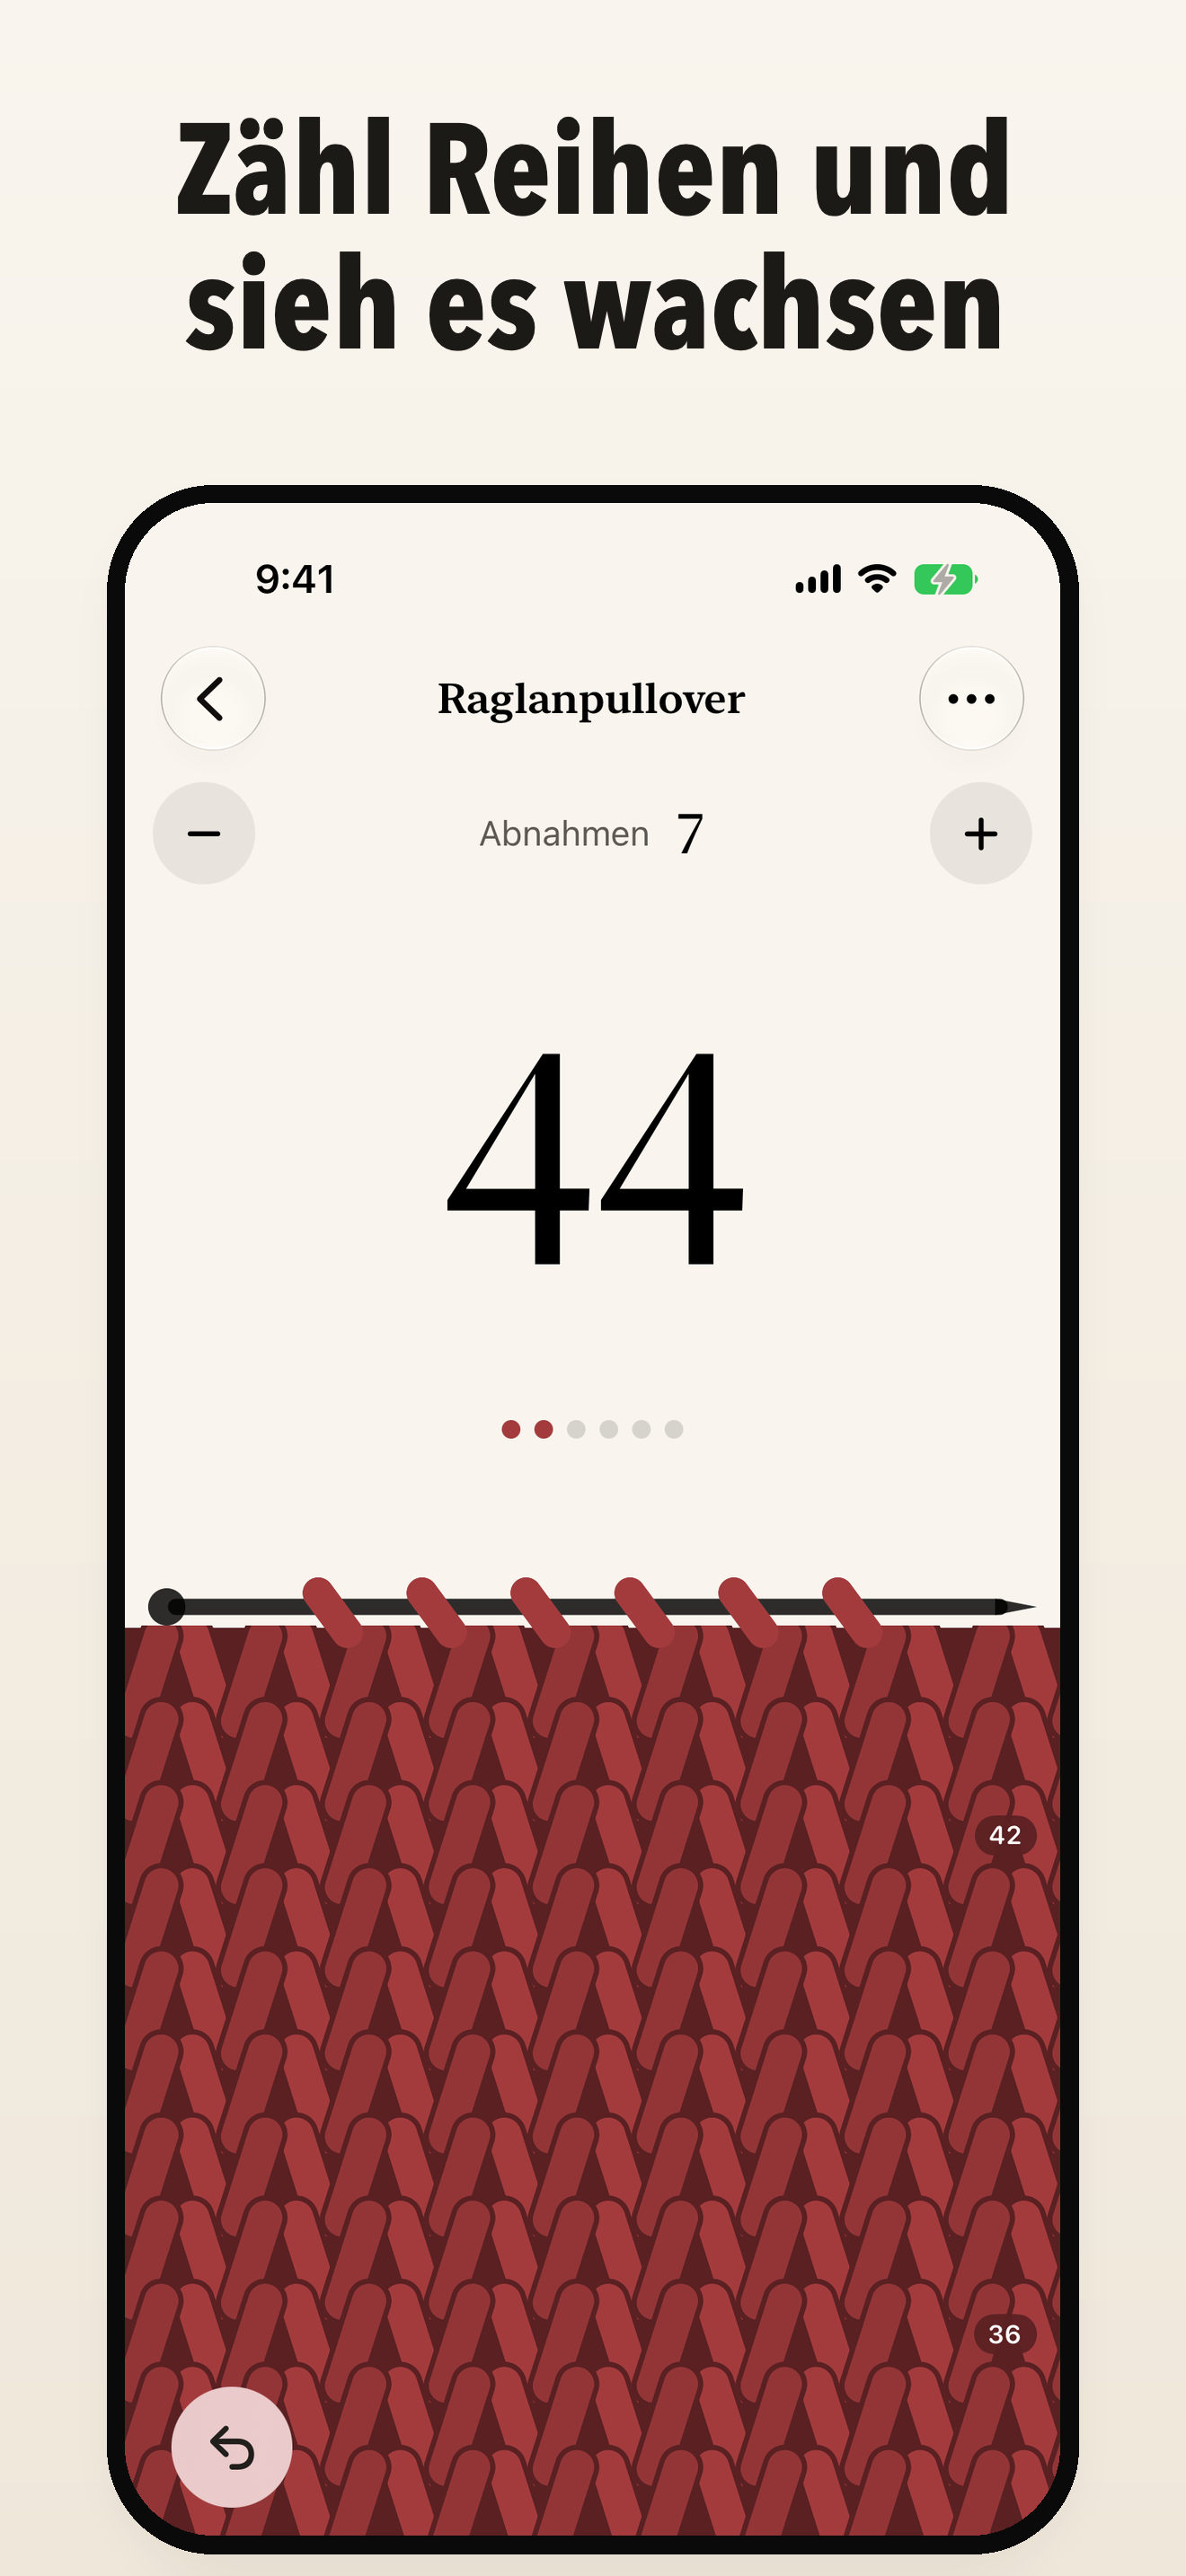 Zähl Reihen und
sieh es wachsen
9:41
Raglanpullover
Abnahmen 7
44
42
36